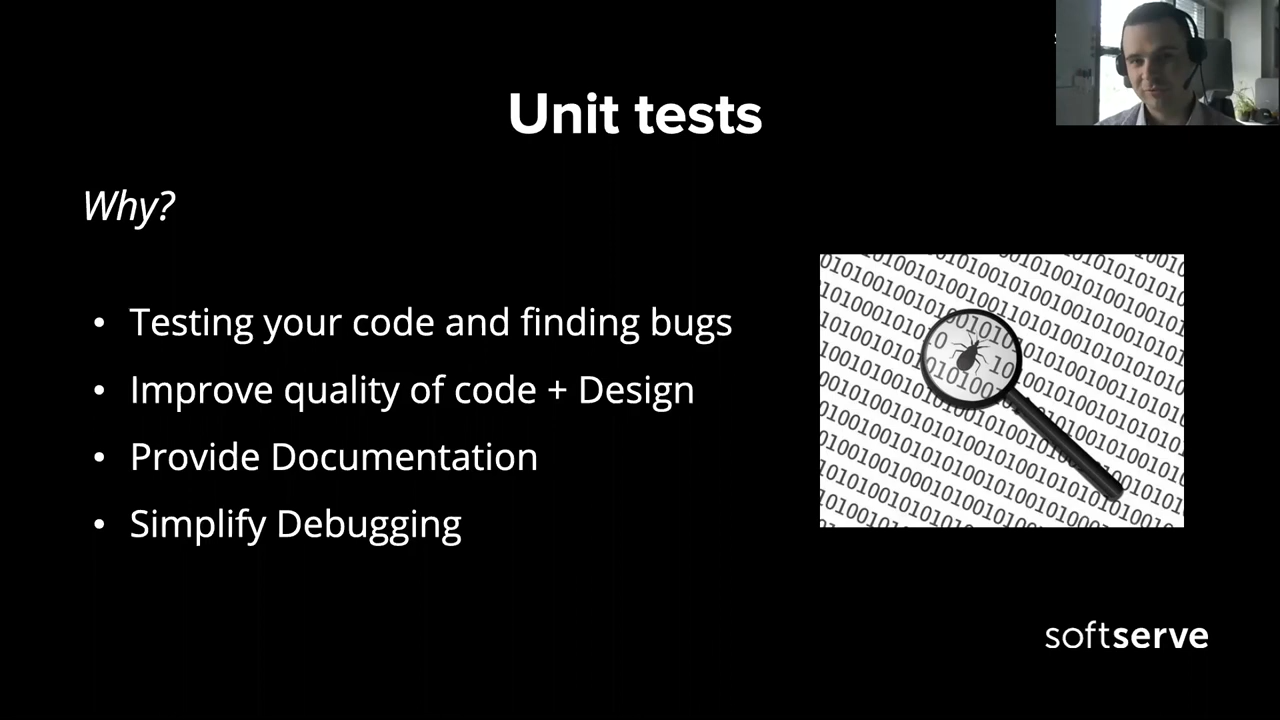 Unit tests
Why?
• Testing your code and finding bugs
• Improve quality of code + Design
• Provide Documentation
• Simplify Debugging
softserve